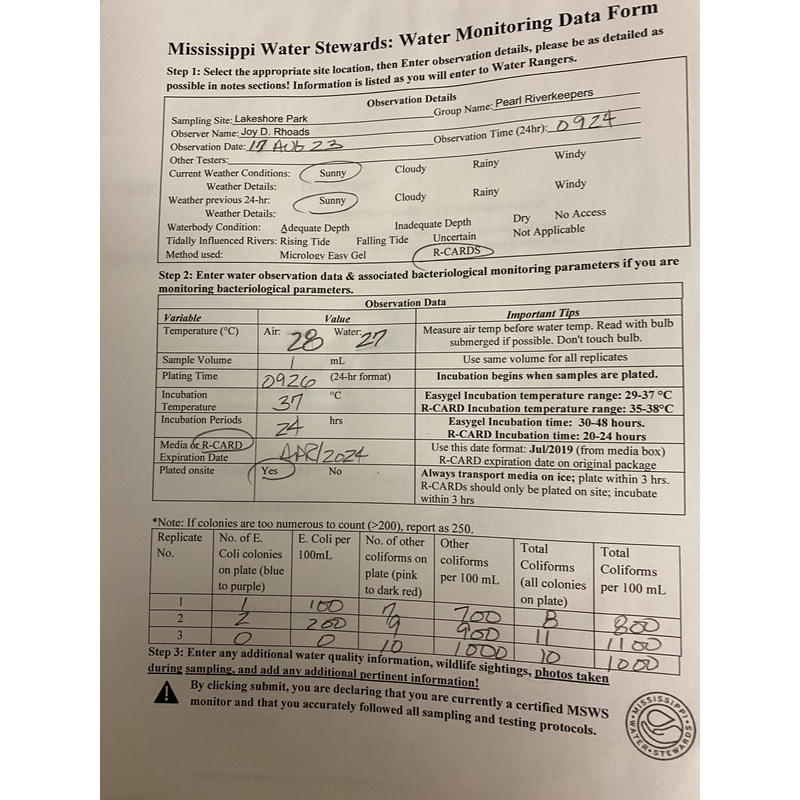 Mississippi Water Stewards: Water Monitoring Data Form
Step 1: Select the appropriate site location, then Enter observation details, please be as detailed as
possible in notes sections! Information is listed as you will enter to Water Rangers.
Observation Details
Sampling Site: Lakeshore Park Group Name: Pearl Riverkeepers
Observer Name: Joy D. Rhoads
Observation Date: 17 AUG 23 Observation Time (24hr): 0924
Other Testers:
Current Weather Conditions: Sunny Cloudy Rainy Windy
Weather Details:
Weather previous 24-hr: Sunny Cloudy Rainy Windy
Weather Details:
Waterbody Condition: Adequate Depth Inadequate Depth Dry No Access
Tidally Influenced Rivers: Rising Tide Falling Tide Uncertain Not Applicable
Method used: Micrology Easy Gel R-CARDS
Step 2: Enter water observation data & associated bacteriological monitoring parameters if you are
monitoring bacteriological parameters.
Observation Data
Variable Value Important Tips
Temperature (°C) Air: 28 Water: 27 Measure air temp before water temp. Read with bulb
submerged if possible. Don't touch bulb.
Sample Volume 1 mL Use same volume for all replicates
Plating Time 0926 (24-hr format) Incubation begins when samples are plated.
Incubation 37 °C Easygel Incubation temperature range: 29-37 °C
Temperature R-CARD Incubation temperature range: 35-38°C
Incubation Periods 24 hrs Easygel Incubation time: 30-48 hours.
R-CARD Incubation time: 20-24 hours
Media or R-CARD APR/2024 Use this date format: Jul/2019 (from media box)
Expiration Date R-CARD expiration date on original package
Plated onsite Yes No Always transport media on ice; plate within 3 hrs.
R-CARDs should only be plated on site; incubate
within 3 hrs
*Note: If colonies are too numerous to count (>200), report as 250.
Replicate No. of E. E. Coli per No. of other Other Total Total
No. Coli colonies 100mL coliforms on coliforms Coliforms Coliforms
on plate (blue plate (pink per 100 mL (all colonies per 100 mL
to purple) to dark red) on plate)
1 1 100 7 700 8 800
2 2 200 9 900 11 1100
3 0 0 10 1000 10 1000
Step 3: Enter any additional water quality information, wildlife sightings, photos taken
during sampling, and add any additional pertinent information!
By clicking submit, you are declaring that you are currently a certified MSWS
monitor and that you accurately followed all sampling and testing protocols.
MISSISSIPPI
WATER STEWARDS